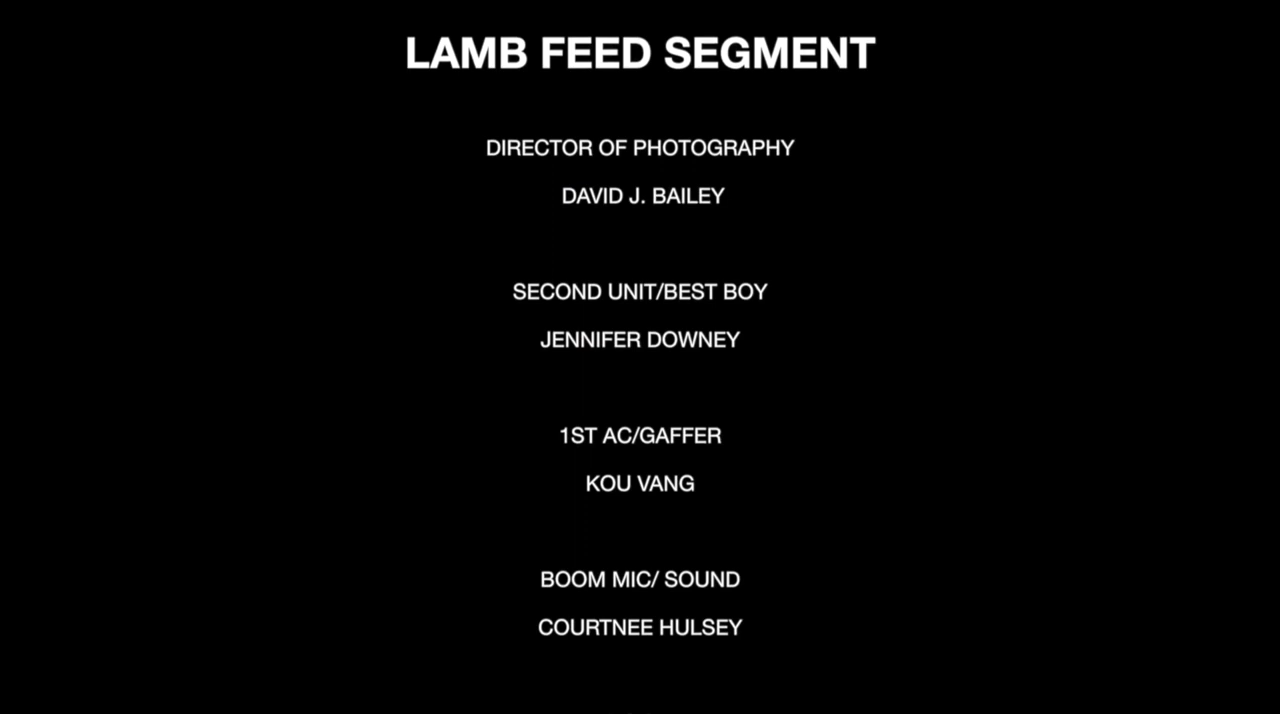 LAMB FEED SEGMENT
DIRECTOR OF PHOTOGRAPHY
DAVID J. BAILEY
SECOND UNIT/BEST BOY
JENNIFER DOWNEY
1ST AC/GAFFER
KOU VANG
BOOM MIC/ SOUND
COURTNEE HULSEY